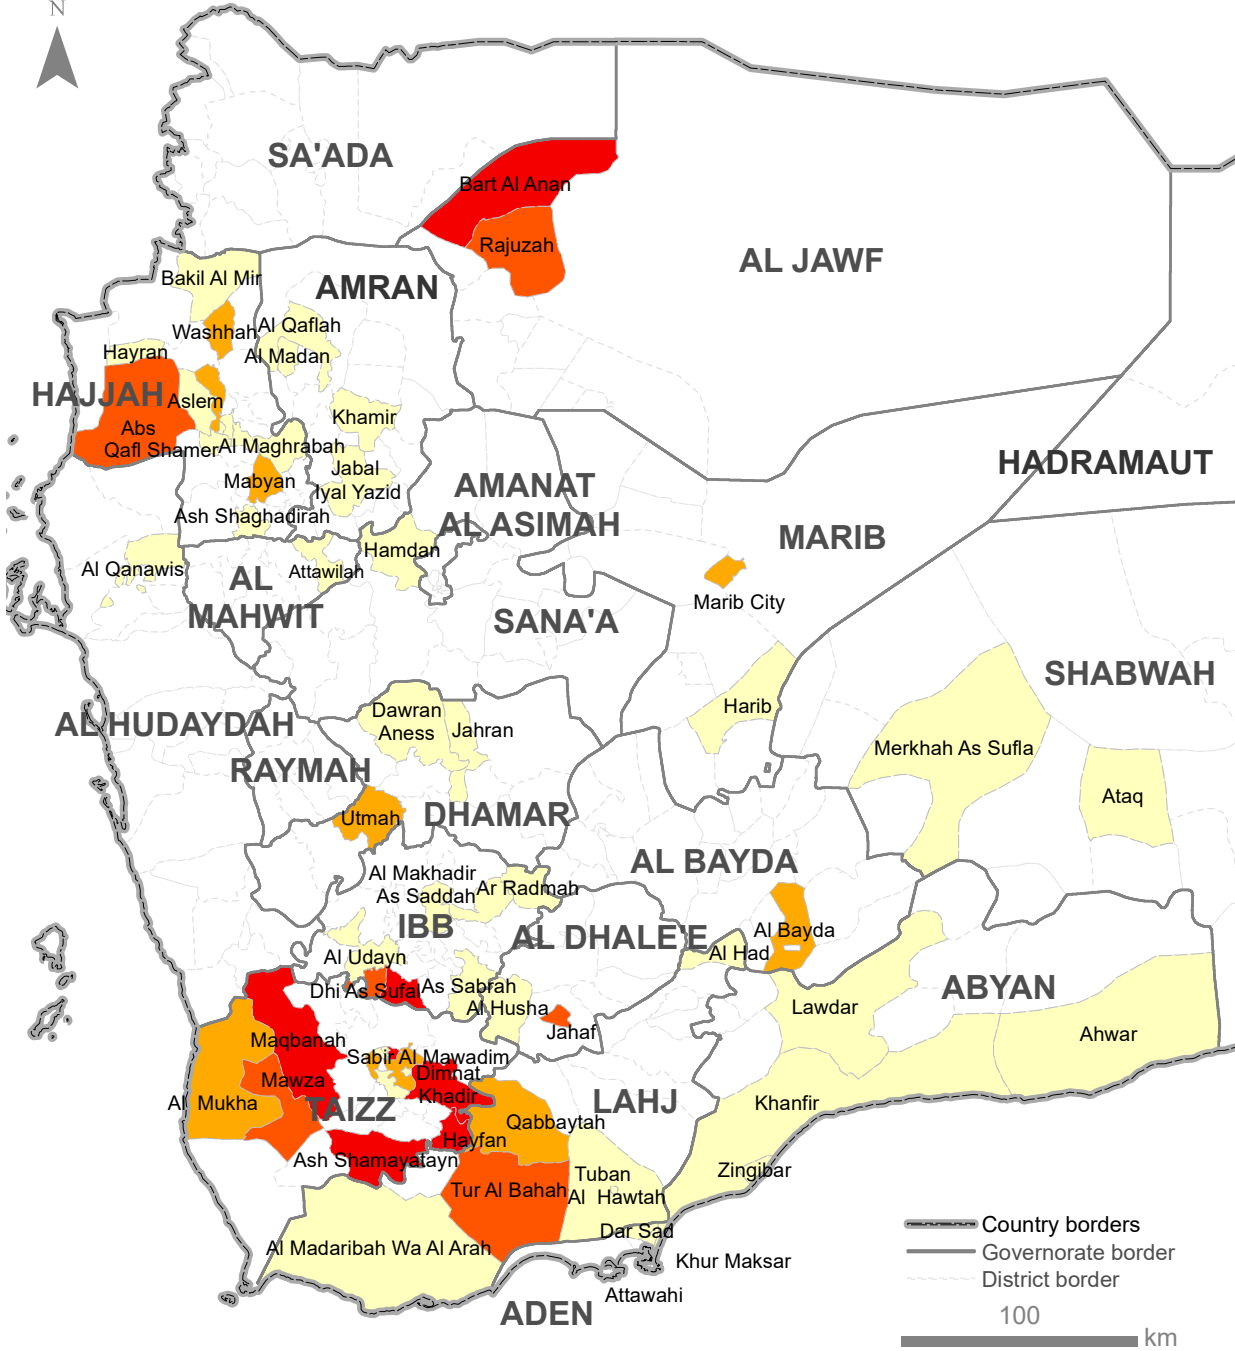 N
SA'ADA
Bart Al Anan
Rajuzah
AL JAWF
Bakil Al Mir
AMRAN
Washhah
Al Qaflah
Hayran
Al Madan
HAJJAH
Aslem
Khamir
Abs
Qafl Shamer
Al Maghrabah
HADRAMAUT
Jabal
Iyal Yazid
Mabyan
AMANAT
AL ASIMAH
Ash Shaghadirah
MARIB
Hamdan
Al Qanawis
Attawilah
AL
MAHWIT
Marib City
SANA'A
SHABWAH
Harib
Dawran
Aness
Jahran
AL HUDAYDAH
Merkhah As Sufla
RAYMAH
Ataq
Utmah
DHAMAR
AL BAYDA
Al Makhadir
As Saddah
Ar Radmah
IBB
AL DHALE'E
Al Bayda
Al Had
Al Udayn
Dhi As Sufal
As Sabrah
Al Husha
ABYAN
Lawdar
Jahaf
Ahwar
Maqbanah
Sabir Al Mawadim
Dimnat
Khadir
Mawza
Al Mukha
TAIZZ
LAHJ
Khanfir
Qabbaytah
Hayfan
Ash Shamayatayn
Zingibar
Tuban
Tur Al Bahah
Al Hawtah
Dar Sad
Al Madaribah Wa Al Arah
Khur Maksar
Attawahi
ADEN
Country borders
Governorate border
District border
100
km